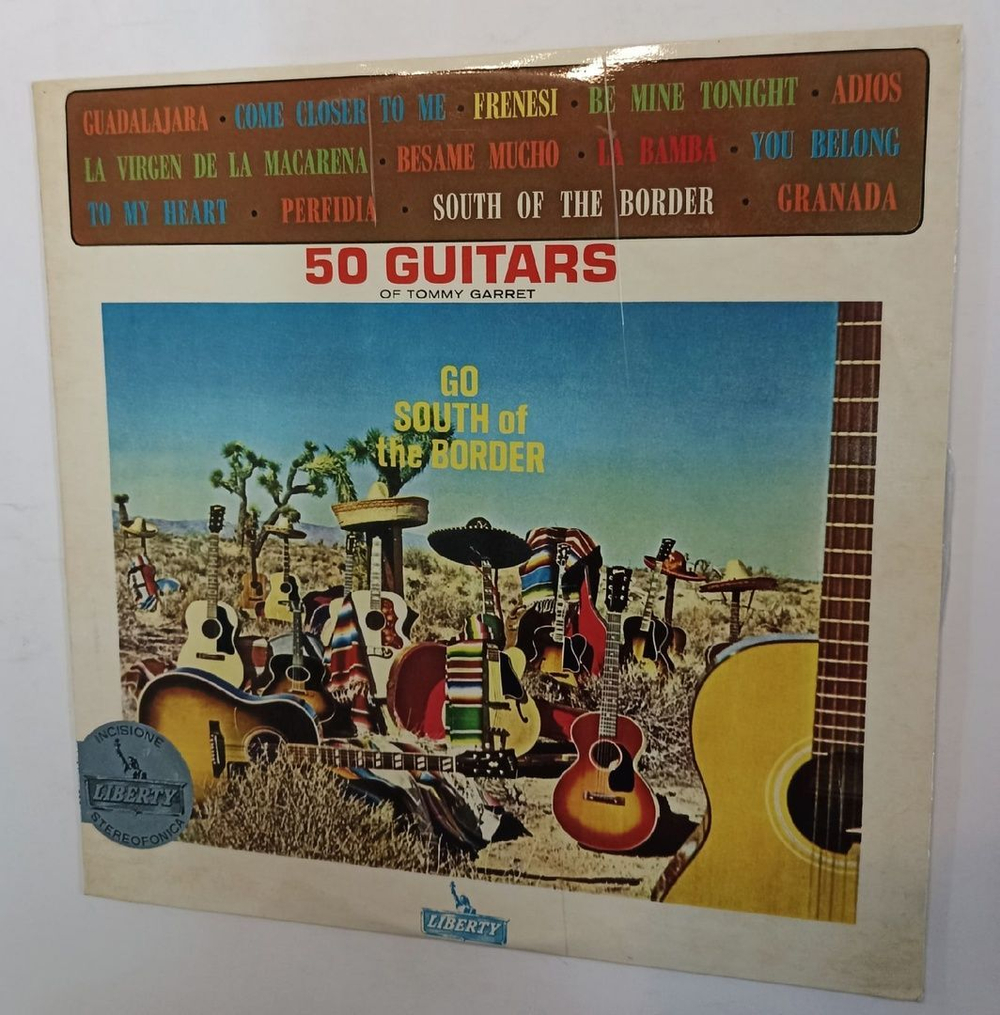 GUADALAJARA • COME CLOSER TO ME • FRENESI • BE MINE TONIGHT • ADIOS
LA VIRGEN DE LA MACARENA • BESAME MUCHO • LA BAMBA • YOU BELONG
TO MY HEART • PERFIDIA • SOUTH OF THE BORDER • GRANADA
50 GUITARS
OF TOMMY GARRET
GO
SOUTH of
the BORDER
INCISIONE
LIBERTY
STEREOFONICA
LIBERTY